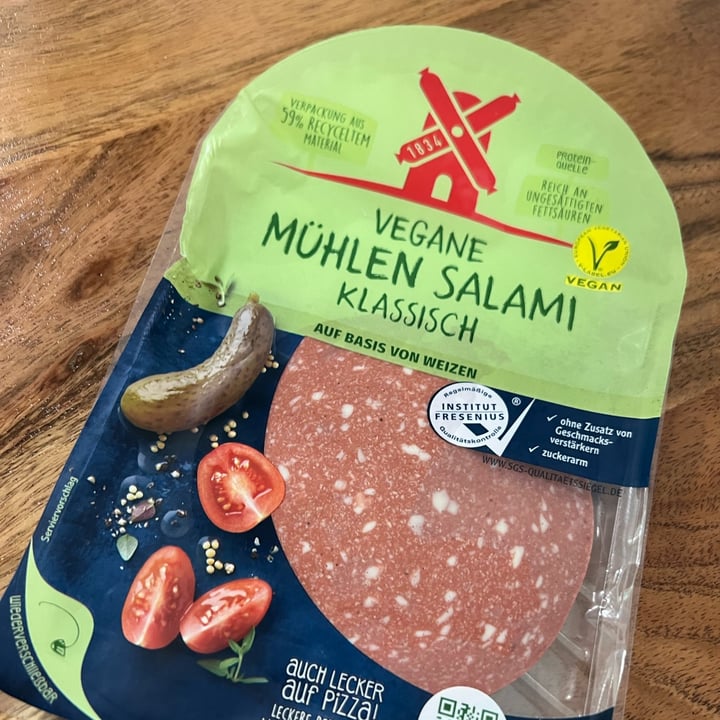 VERPACKUNG AUS
59% RECYCELTEM
MATERIAL
1834
PROTEIN-
QUELLE
REICH AN
UNGESÄTTIGTEN
FETTSÄUREN
VEGANE
MÜHLEN SALAMI
KLASSISCH
VEGAN
AUF BASIS VON WEIZEN
Regelmäßige
INSTITUT
FRESENIUS
Qualitätskontrolle
®
ohne Zusatz von
Geschmacks-
verstärkern
zuckerarm
WWW.SGS-QUALITAETSSIEGEL.DE
Serviervorschlag
WIEDERVERSCHLIEẞBAR
AUCH LECKER
auf Pizza!